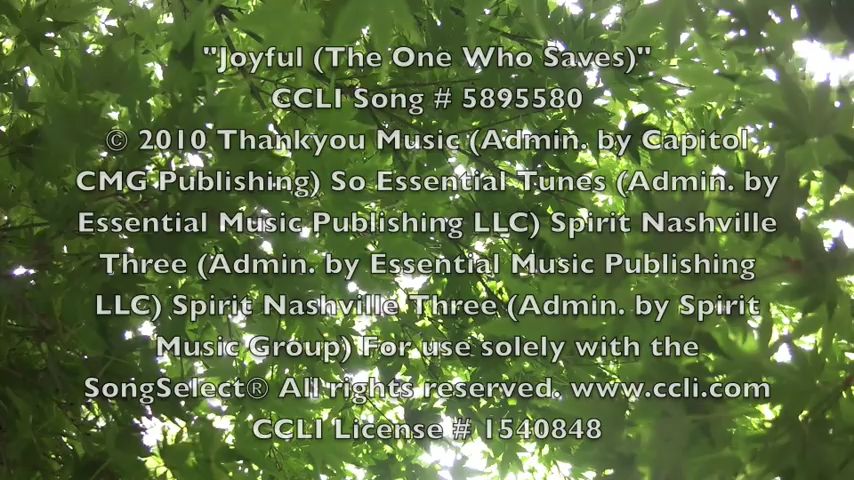 "Joyful (The One Who Saves)"
CCLI Song # 5895580
© 2010 Thankyou Music (Admin. by Capitol
CMG Publishing) So Essential Tunes (Admin. by
Essential Music Publishing LLC) Spirit Nashville
Three (Admin. by Essential Music Publishing
LLC) Spirit Nashville Three (Admin. by Spirit
Music Group) For use solely with the
SongSelect® All rights reserved. www.ccli.com
CCLI License # 1540848